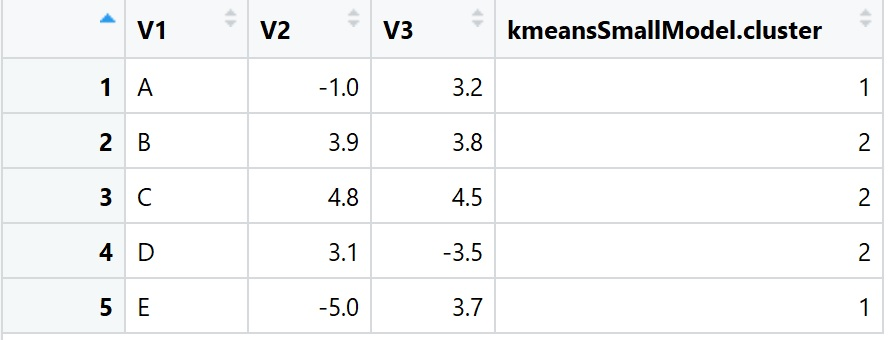 V1 V2 V3 kmeansSmallModel.cluster
1 A -1.0 3.2 1
2 B 3.9 3.8 2
3 C 4.8 4.5 2
4 D 3.1 -3.5 2
5 E -5.0 3.7 1